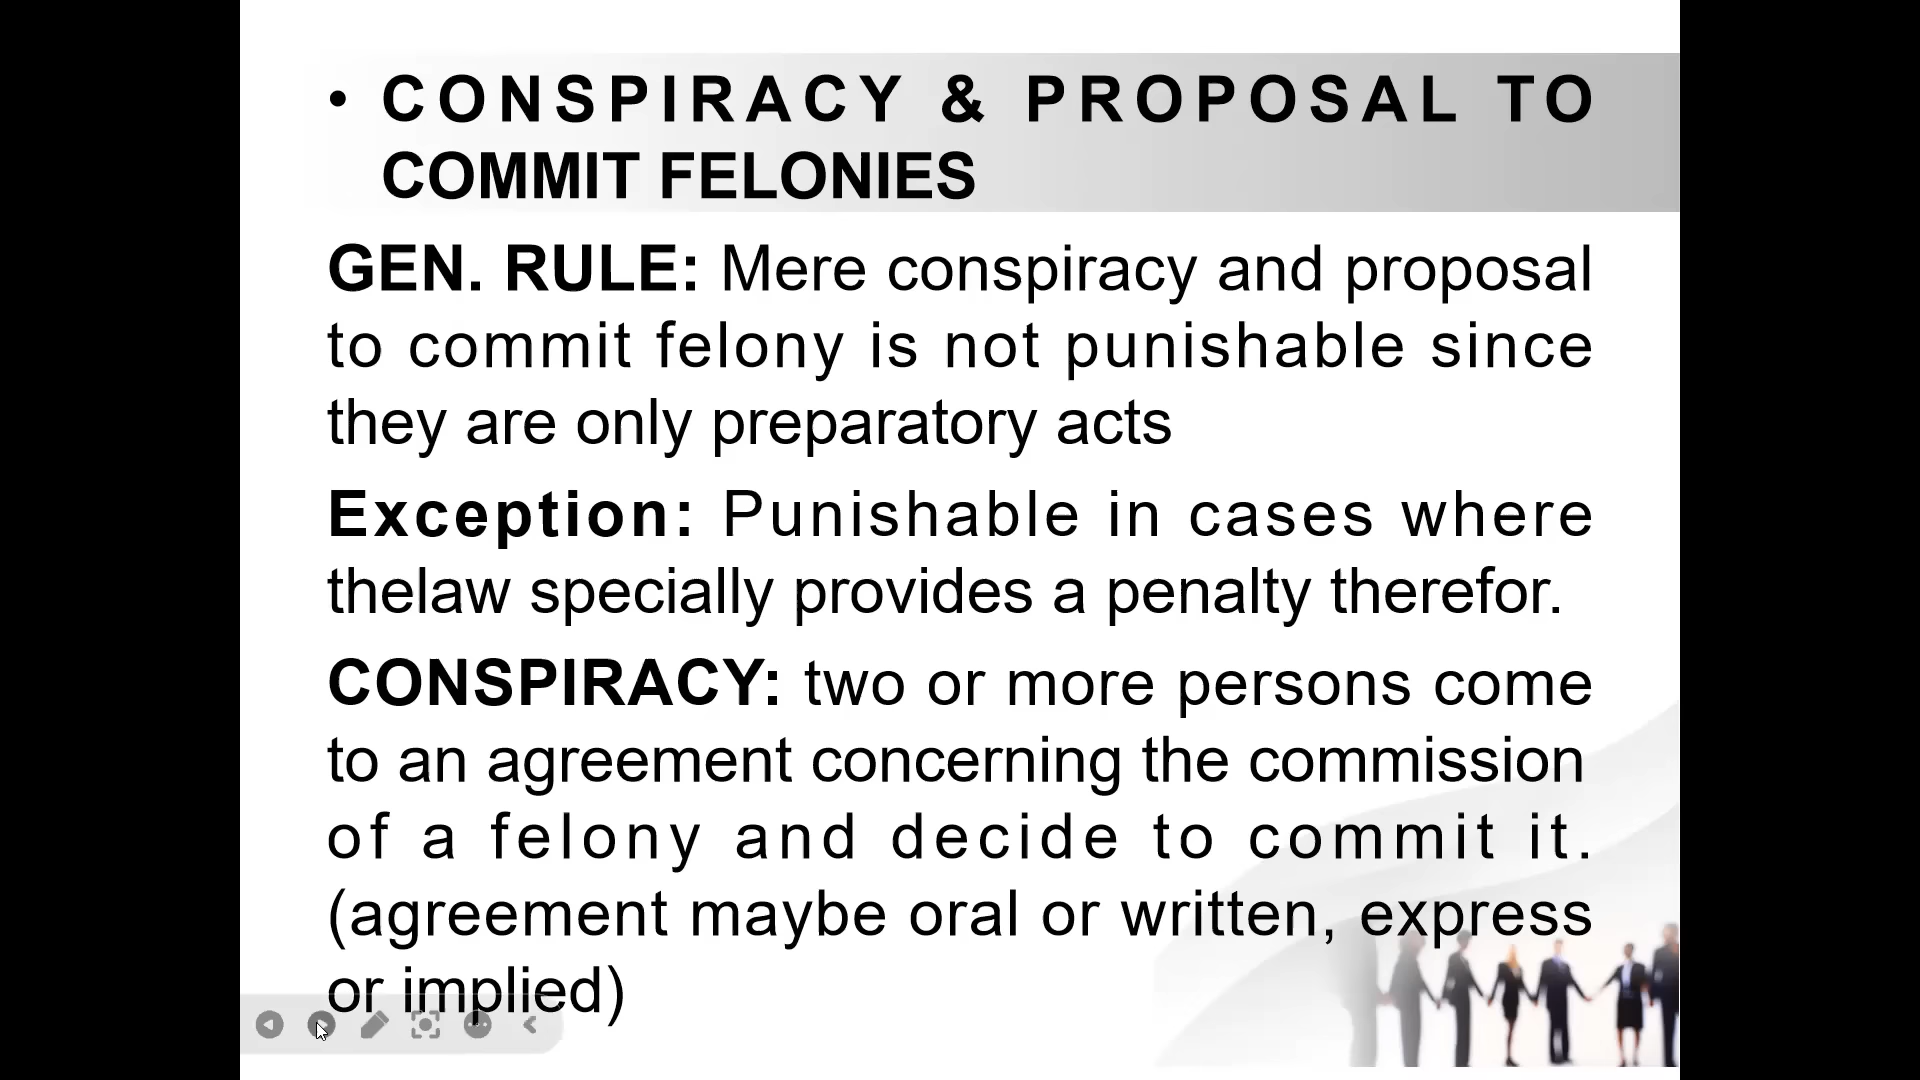 • CONSPIRACY & PROPOSAL TO
COMMIT FELONIES
GEN. RULE: Mere conspiracy and proposal
to commit felony is not punishable since
they are only preparatory acts
Exception: Punishable in cases where
thelaw specially provides a penalty therefor.
CONSPIRACY: two or more persons come
to an agreement concerning the commission
of a felony and decide to commit it.
(agreement maybe oral or written, express
or implied)